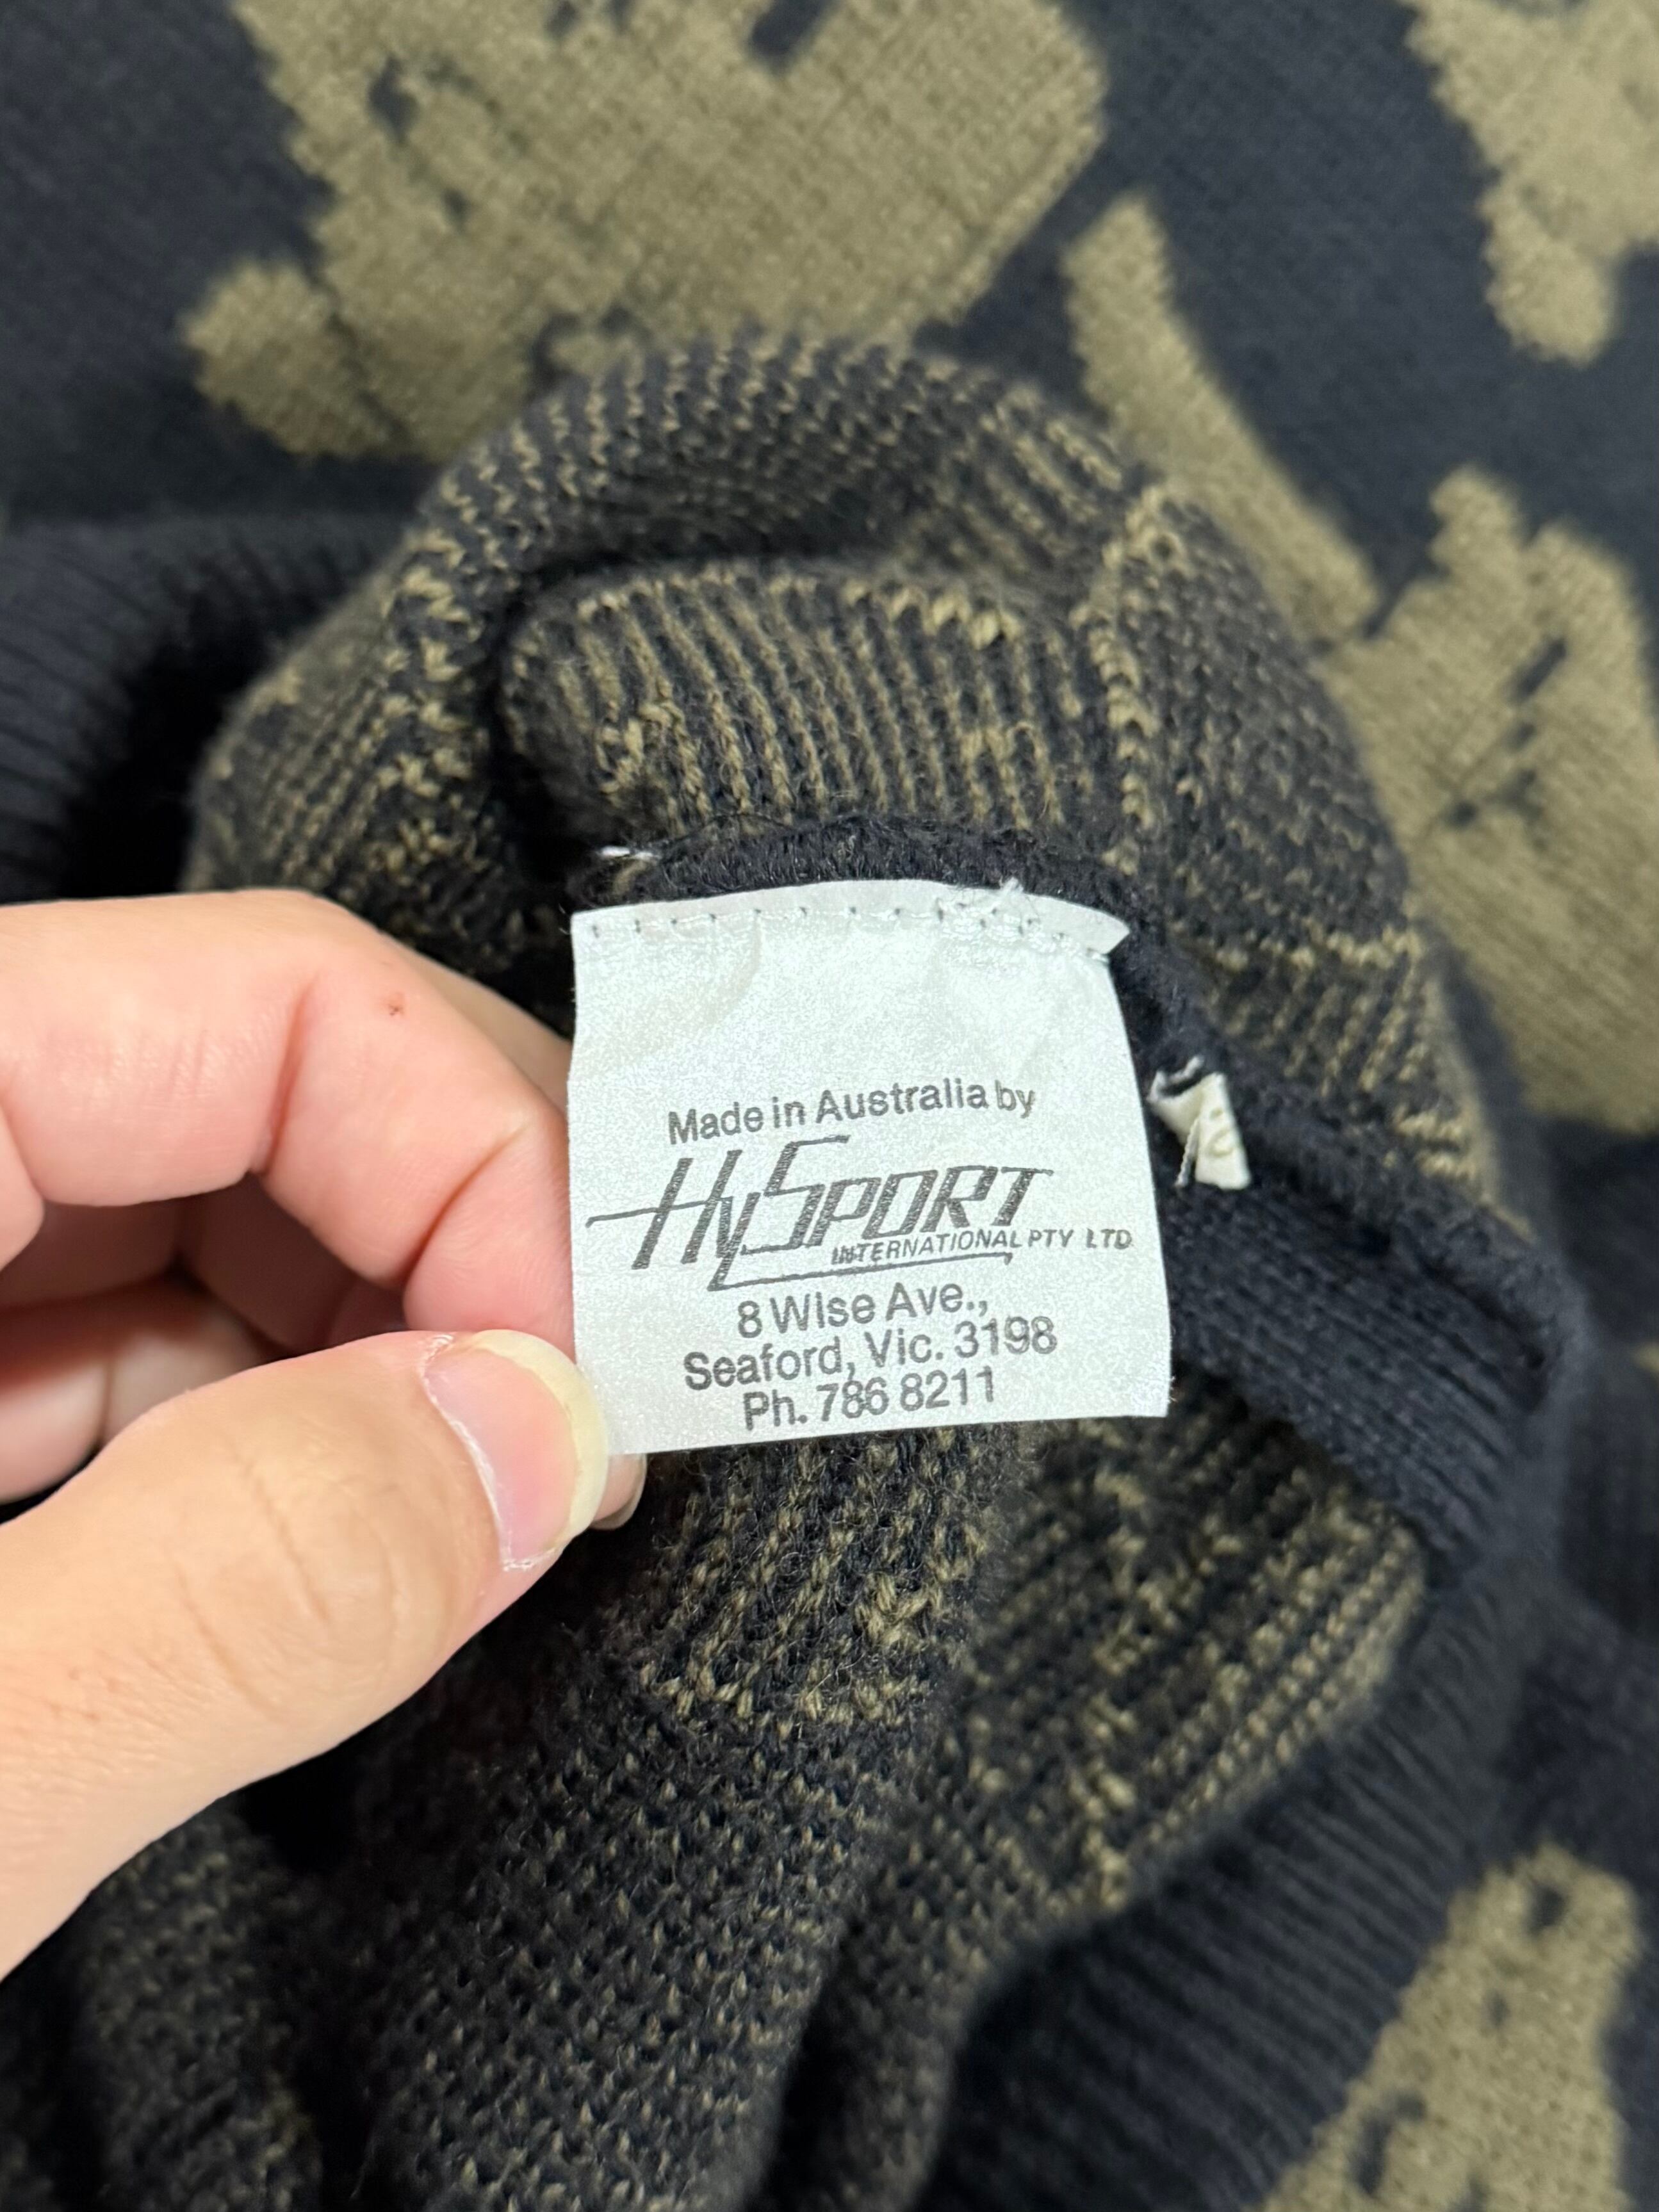 Made in Australia by
HySPORT
INTERNATIONAL PTY LTD
8 Wise Ave.,
Seaford, Vic. 3198
Ph. 786 8211